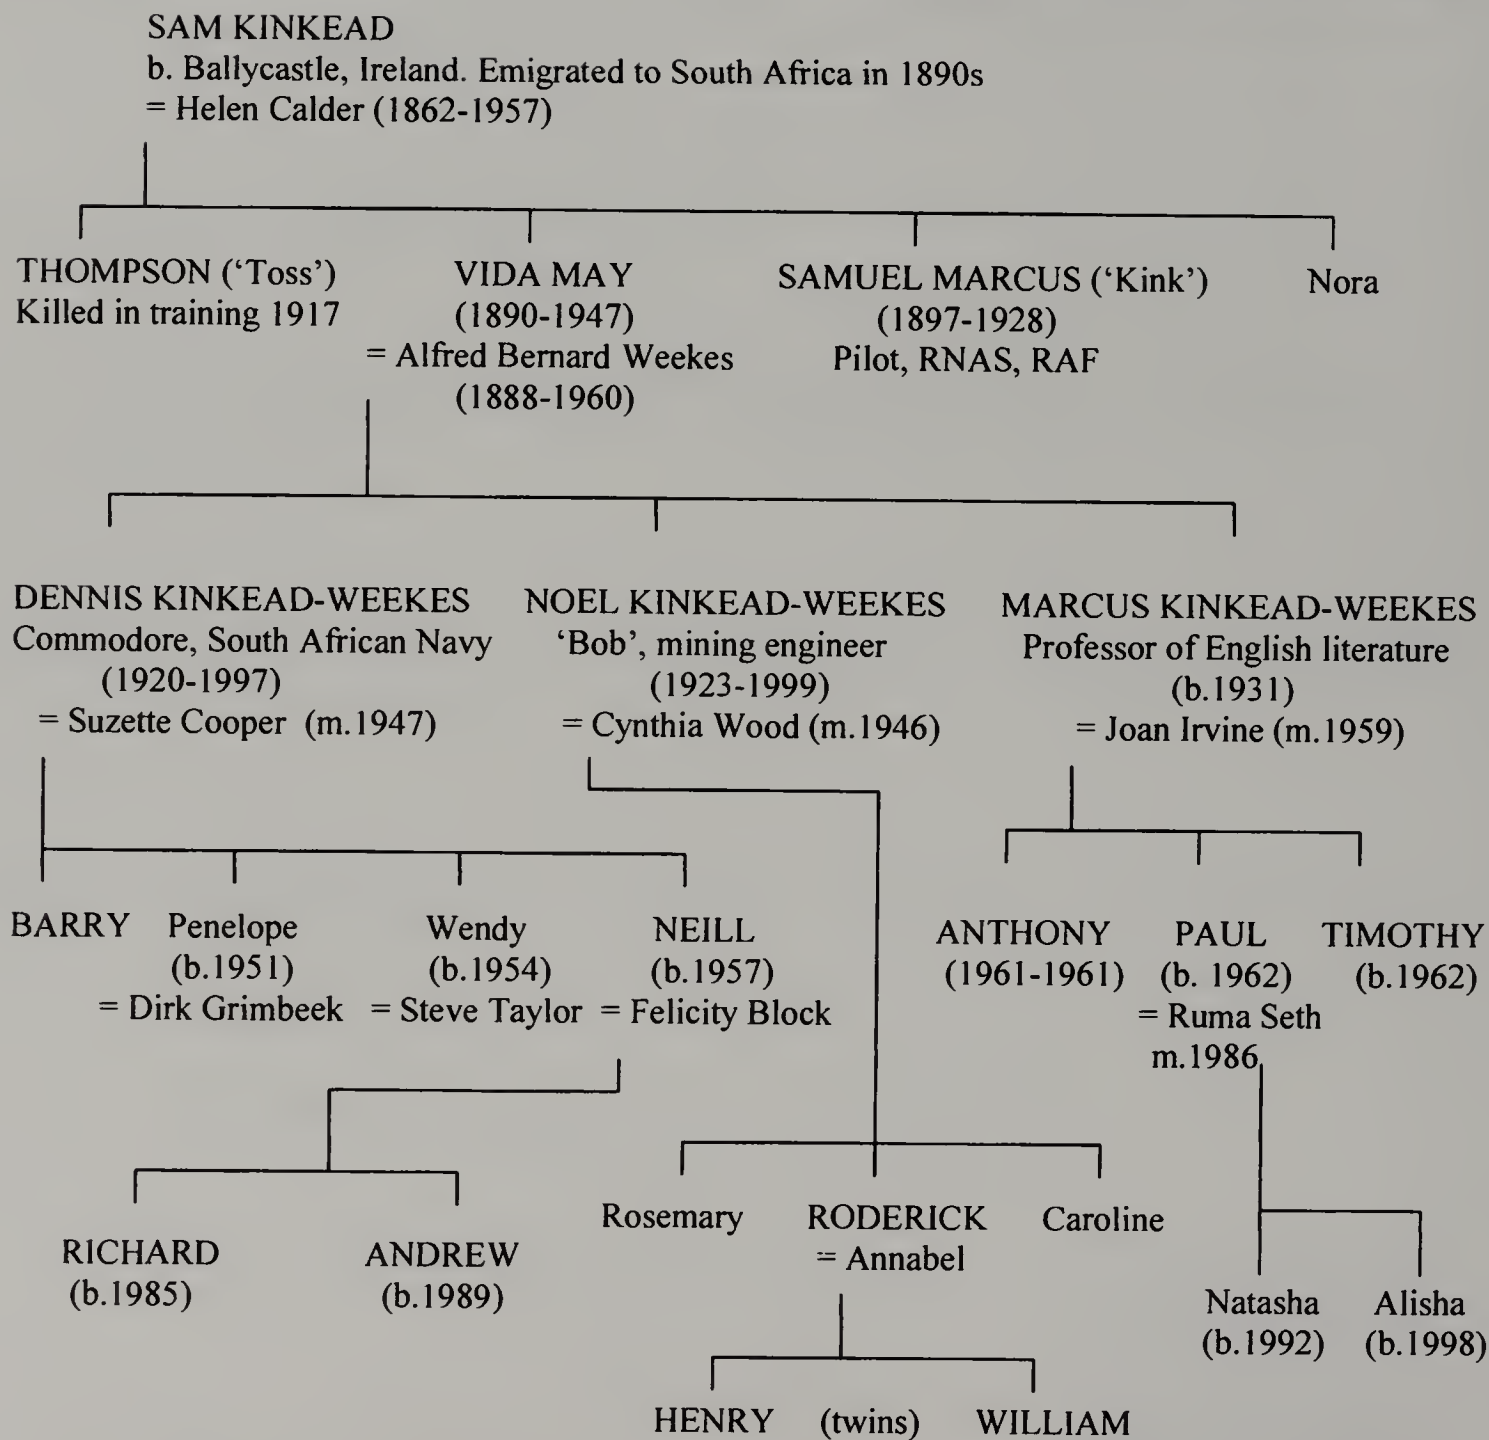 SAM KINKEAD
b. Ballycastle, Ireland. Emigrated to South Africa in 1890s
= Helen Calder (1862-1957)
THOMPSON (‘Toss’)
Killed in training 1917
VIDA MAY
(1890-1947)
= Alfred Bernard Weekes
(1888-1960)
SAMUEL MARCUS (‘Kink’)
(1897-1928)
Pilot, RNAS, RAF
Nora
DENNIS KINKEAD-WEEKES
Commodore, South African Navy
(1920-1997)
= Suzette Cooper (m.1947)
NOEL KINKEAD-WEEKES
‘Bob’, mining engineer
(1923-1999)
= Cynthia Wood (m.1946)
MARCUS KINKEAD-WEEKES
Professor of English literature
(b.1931)
= Joan Irvine (m.1959)
BARRY
Penelope
(b.1951)
= Dirk Grimbeek
Wendy
(b.1954)
= Steve Taylor
NEILL
(b.1957)
= Felicity Block
ANTHONY
(1961-1961)
PAUL
(b. 1962)
= Ruma Seth
m.1986
TIMOTHY
(b.1962)
RICHARD
(b.1985)
ANDREW
(b.1989)
Rosemary
RODERICK
= Annabel
Caroline
Natasha
(b.1992)
Alisha
(b.1998)
HENRY (twins) WILLIAM